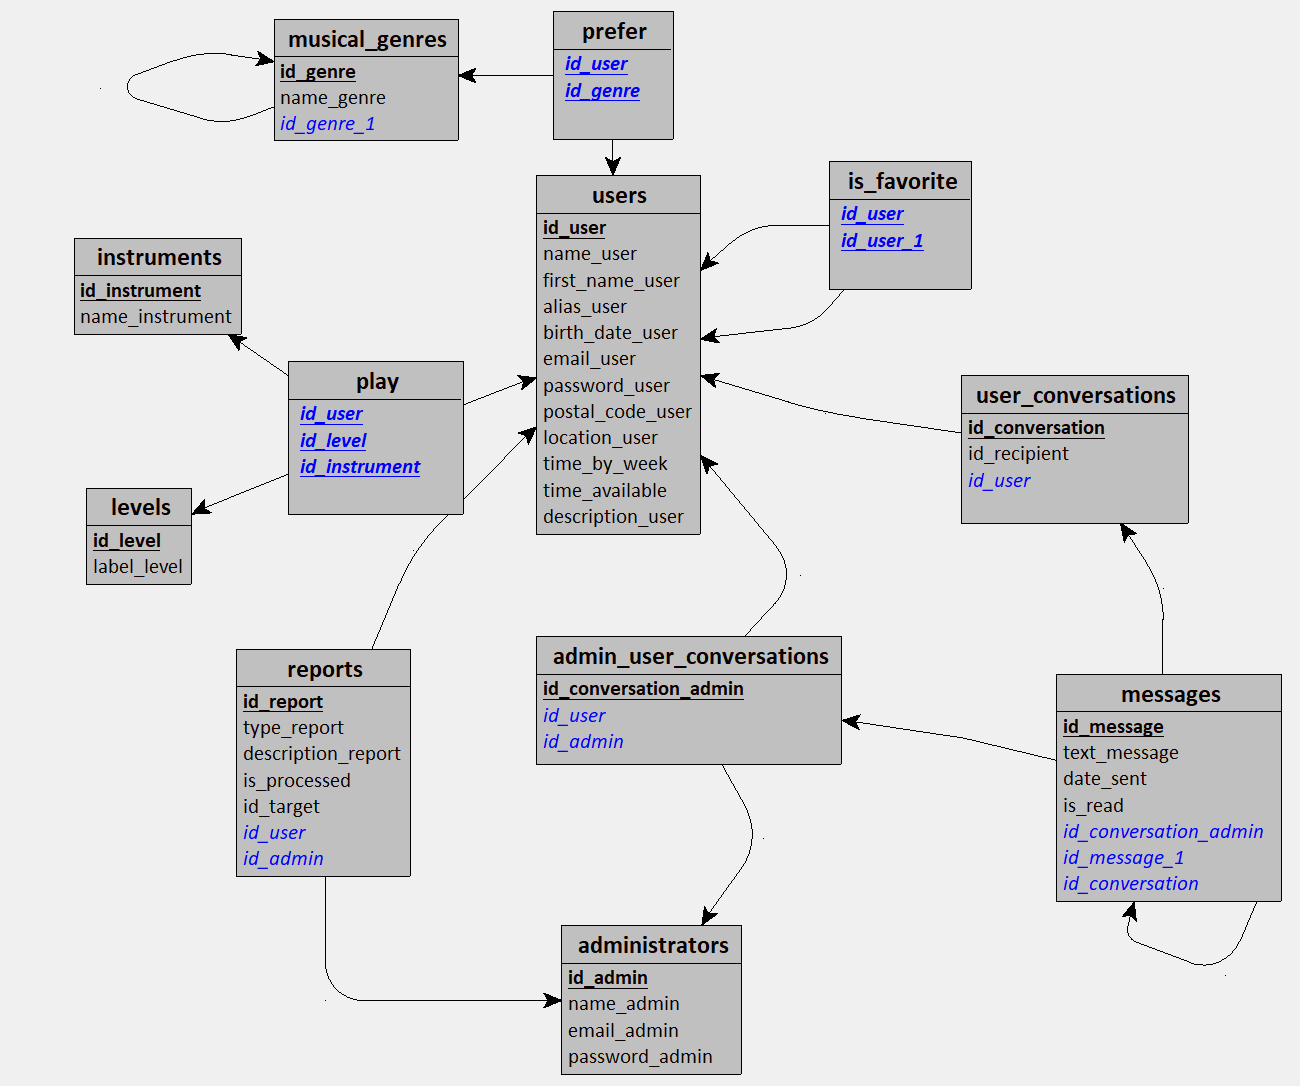 musical_genres
id_genre
name_genre
id_genre_1
prefer
id_user
id_genre
users
id_user
name_user
first_name_user
alias_user
birth_date_user
email_user
password_user
postal_code_user
location_user
time_by_week
time_available
description_user
is_favorite
id_user
id_user_1
instruments
id_instrument
name_instrument
play
id_user
id_level
id_instrument
levels
id_level
label_level
user_conversations
id_conversation
id_recipient
id_user
reports
id_report
type_report
description_report
is_processed
id_target
id_user
id_admin
admin_user_conversations
id_conversation_admin
id_user
id_admin
messages
id_message
text_message
date_sent
is_read
id_conversation_admin
id_message_1
id_conversation
administrators
id_admin
name_admin
email_admin
password_admin